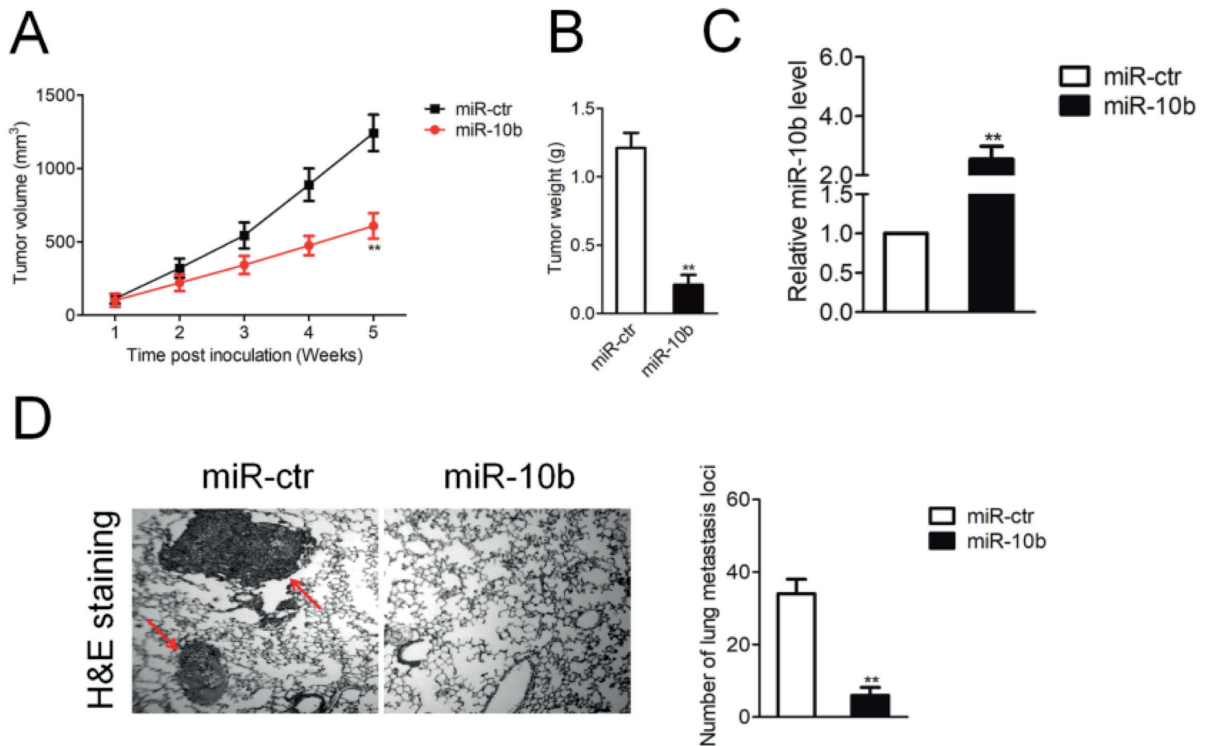 A
1500
1000
500
0
Tumor volume (mm³)
1
2
3
4
5
Time post inoculation (Weeks)
miR-ctr
miR-10b
**
B
1.5
1.0
0.5
0.0
Tumor weight (g)
**
miR-ctr
miR-10b
C
6.0
4.0
2.0
1.5
1.0
0.5
0.0
Relative miR-10b level
**
miR-ctr
miR-10b
D
miR-ctr
miR-10b
H&E staining
60
40
20
0
Number of lung metastasis loci
**
miR-ctr
miR-10b